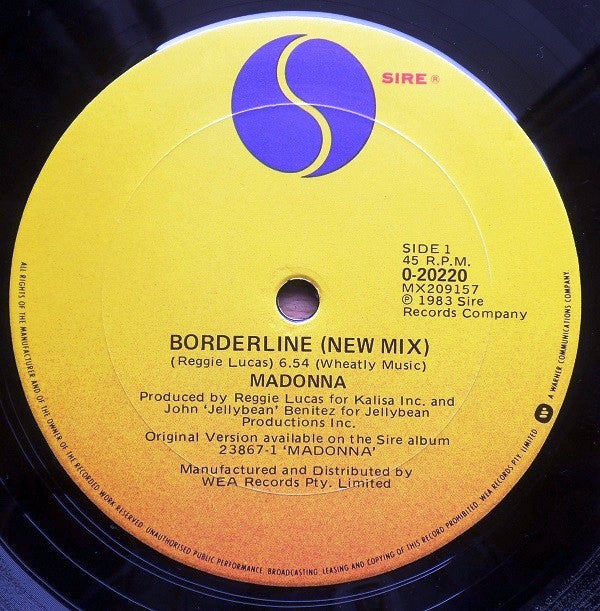 SIRE ®
SIDE 1
45 R.P.M.
0-20220
MX209157
℗ 1983 Sire
Records Company
BORDERLINE (NEW MIX)
(Reggie Lucas) 6.54 (Wheatly Music)
MADONNA
Produced by Reggie Lucas for Kalisa Inc. and
John 'Jellybean' Benitez for Jellybean
Productions Inc.
Original Version available on the Sire album
23867-1 'MADONNA'
Manufactured and Distributed by
WEA Records Pty. Limited
ALL RIGHTS OF THE MANUFACTURER AND OF THE OWNER OF THE RECORDED WORK RESERVED. UNAUTHORISED PUBLIC PERFORMANCE, BROADCASTING, LEASING AND COPYING OF THIS RECORD PROHIBITED. WEA RECORDS PTY. LIMITED
A WARNER COMMUNICATIONS COMPANY.